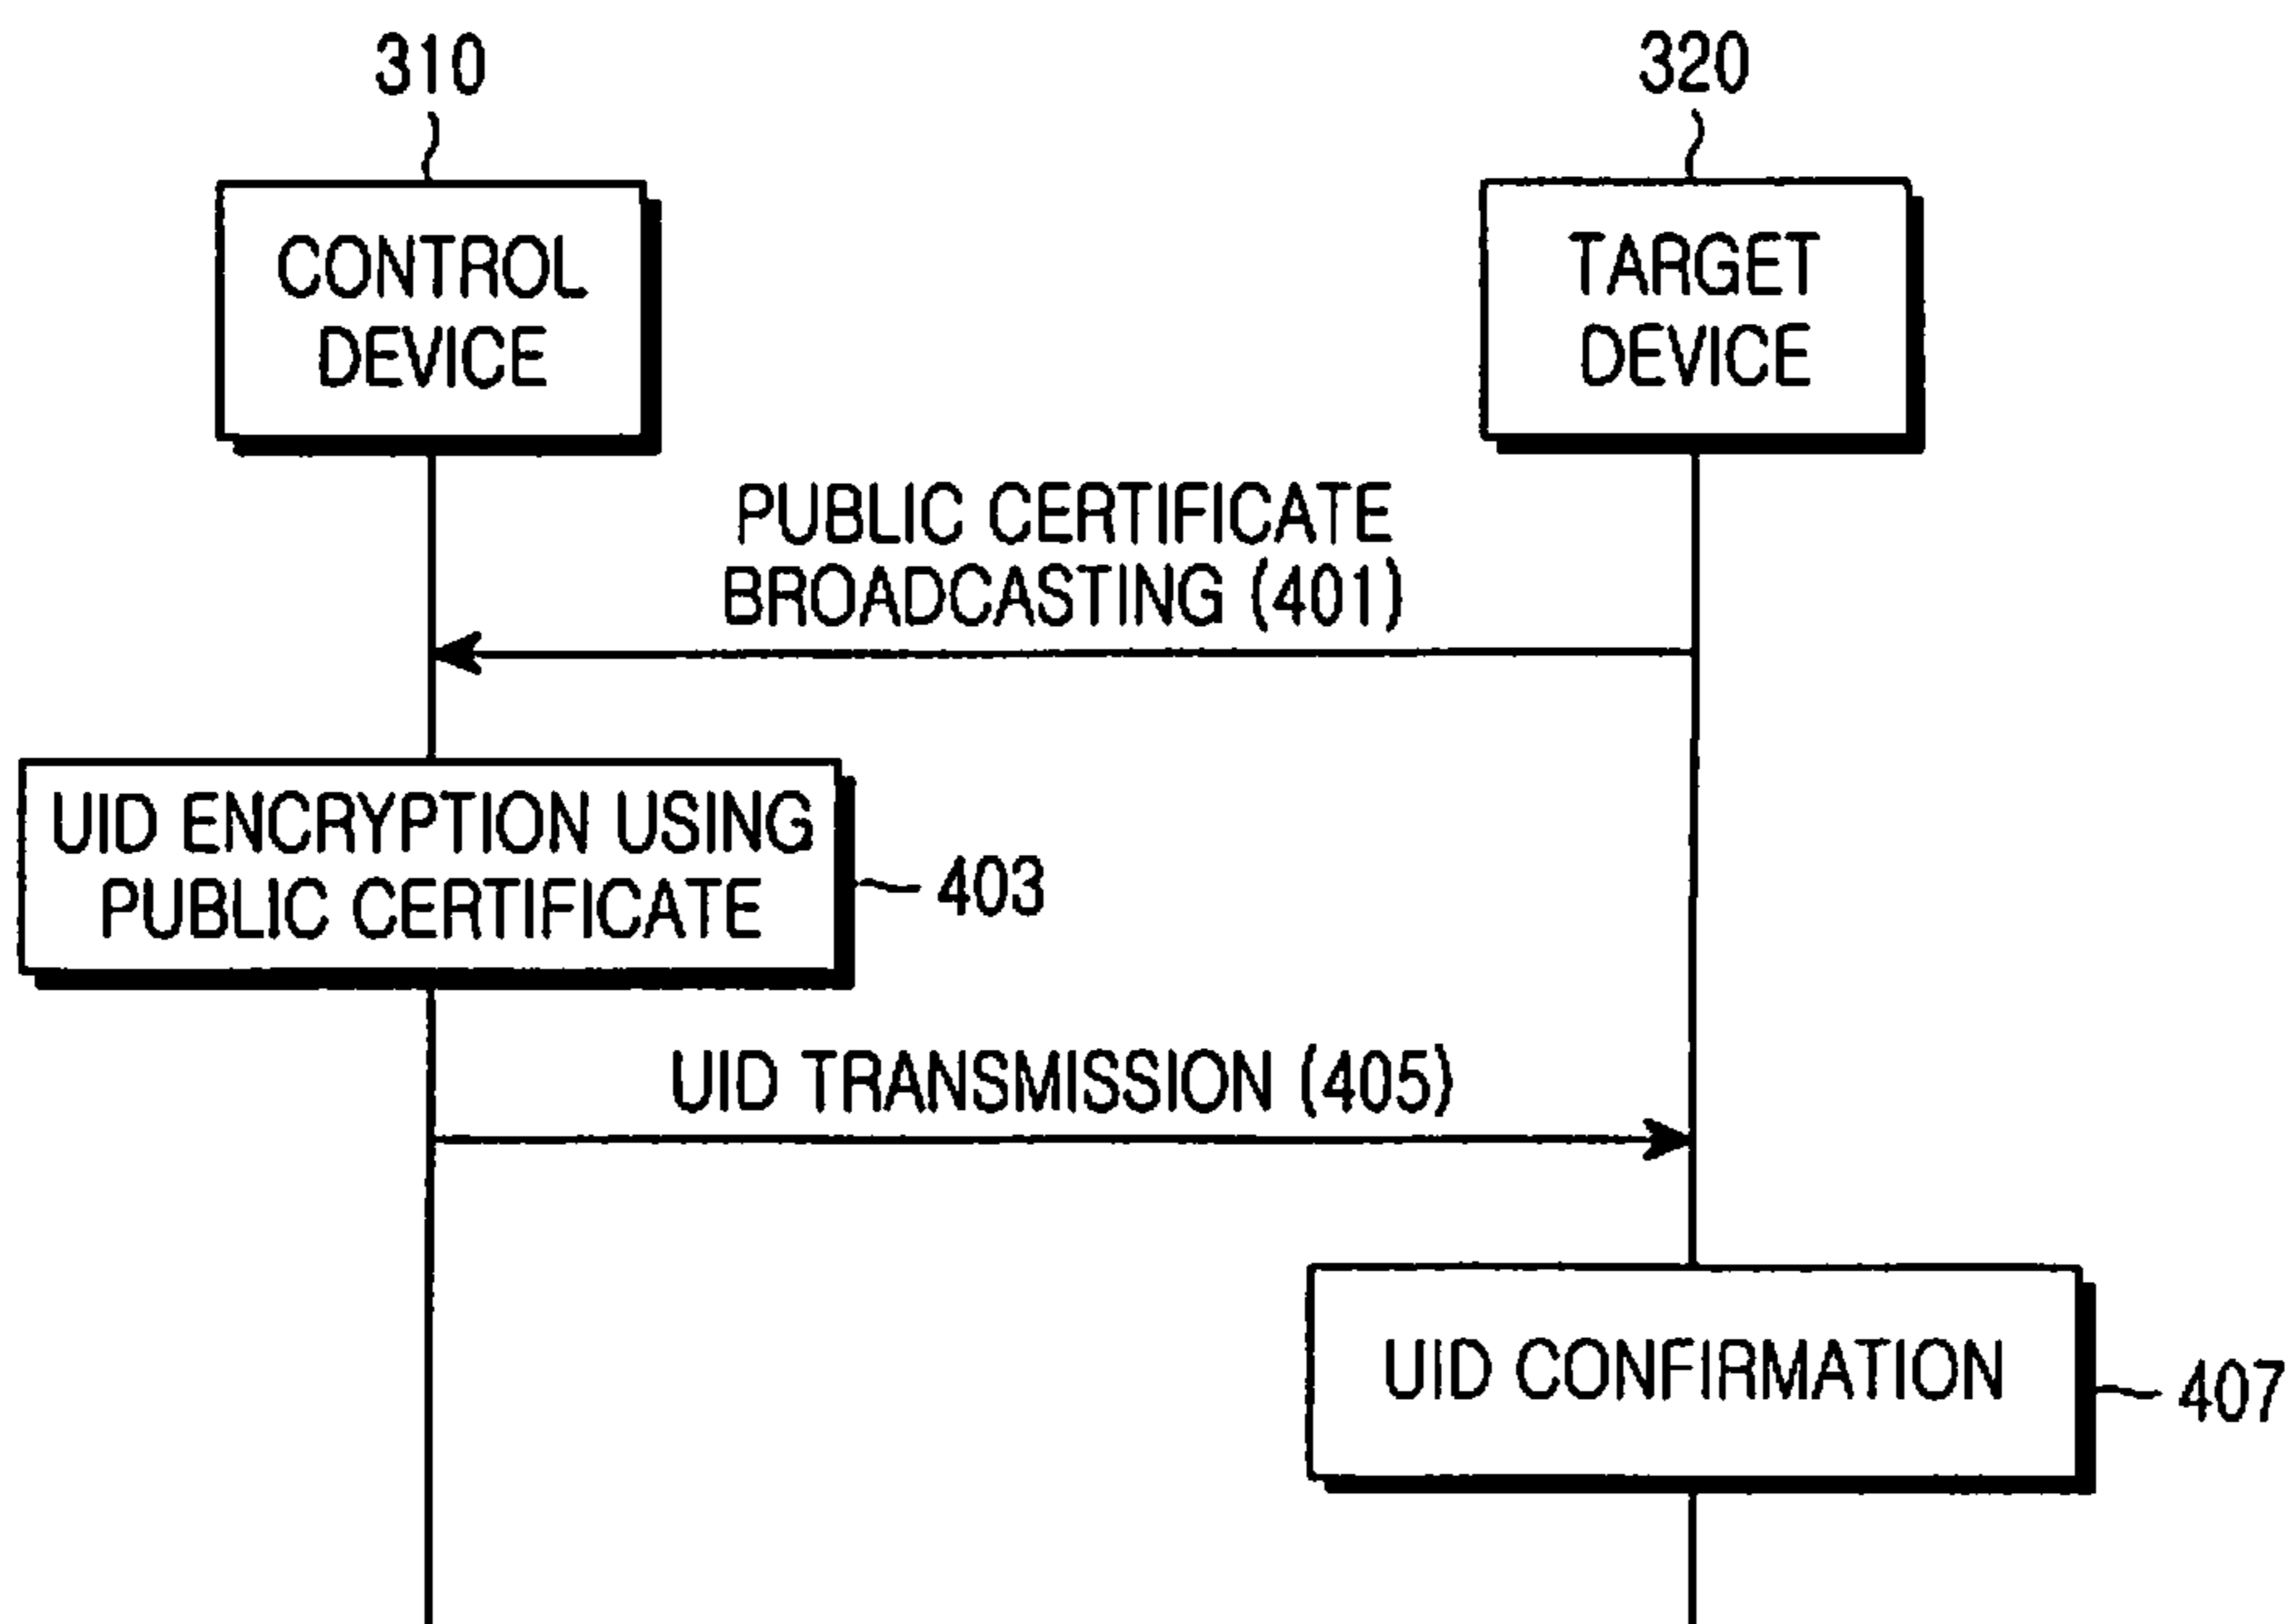 310
320
CONTROL
DEVICE
TARGET
DEVICE
PUBLIC CERTIFICATE
BROADCASTING (401)
UID ENCRYPTION USING
PUBLIC CERTIFICATE
403
UID TRANSMISSION (405)
UID CONFIRMATION
407